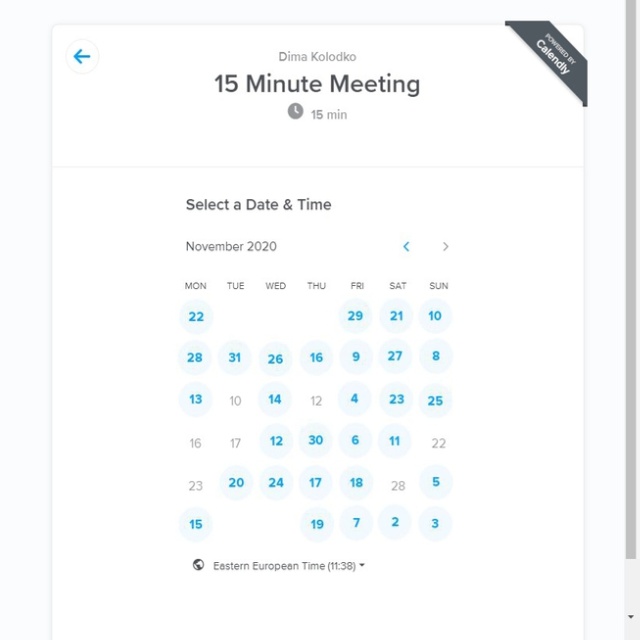 POWERED BY
Calendly
Dima Kolodko
15 Minute Meeting
15 min
Select a Date & Time
November 2020
MON TUE WED THU FRI SAT SUN
22 29 21 10
28 31 26 16 9 27 8
13 10 14 12 4 23 25
16 17 12 30 6 11 22
23 20 24 17 18 28 5
15 19 7 2 3
Eastern European Time (11:38)